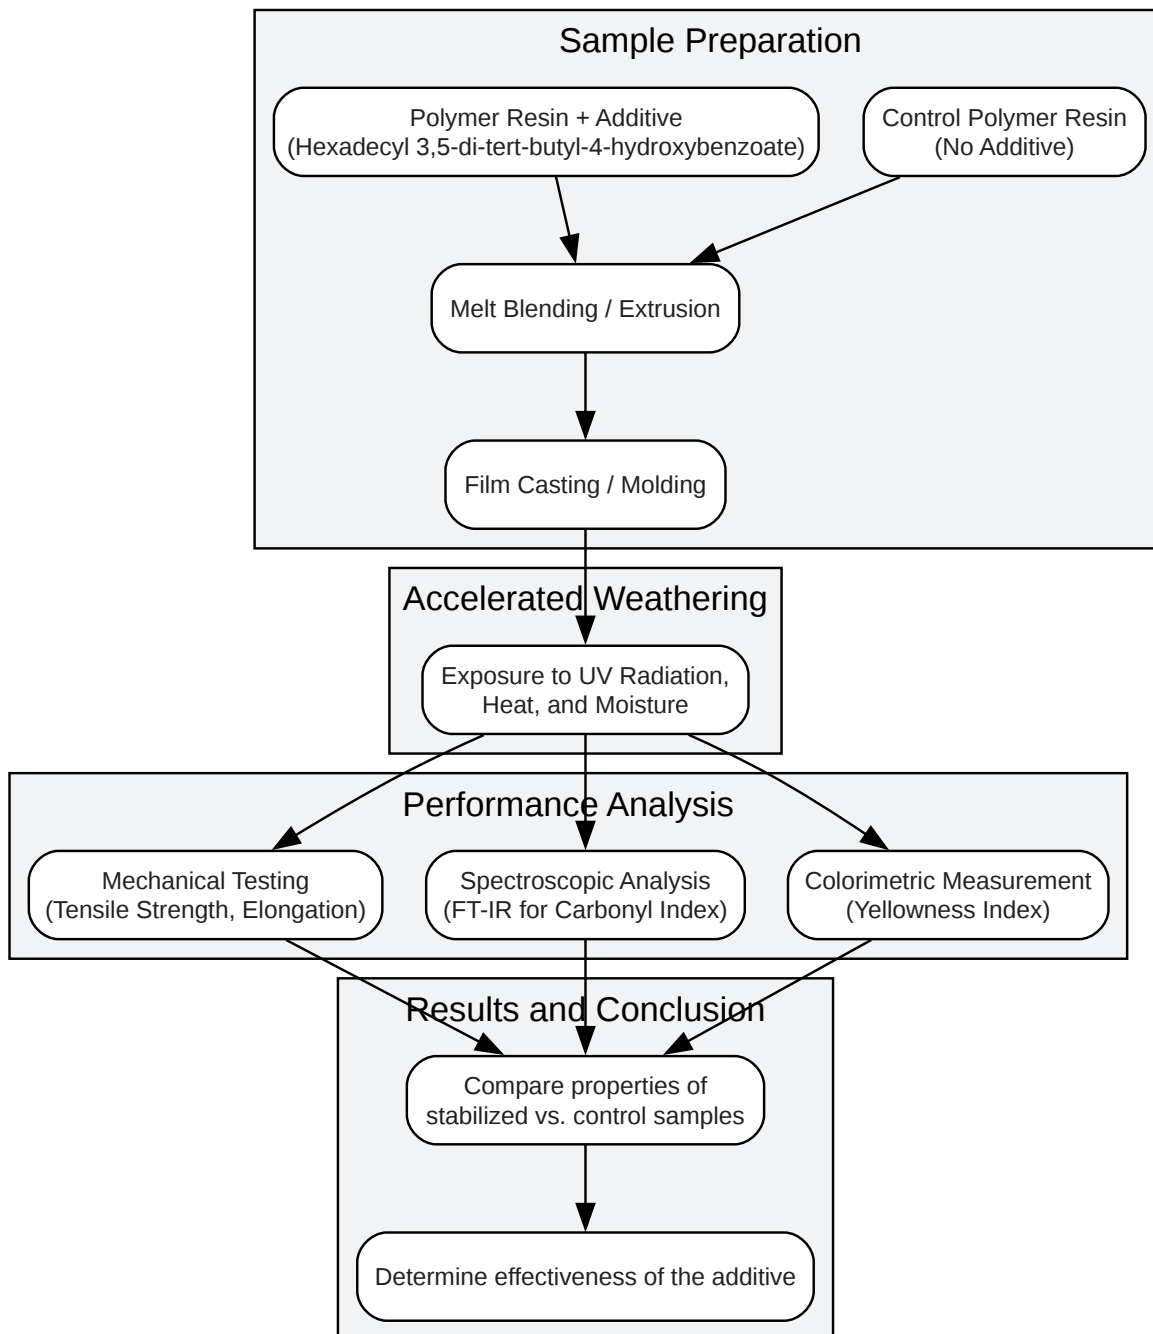 Sample Preparation
Polymer Resin + Additive
(Hexadecyl 3,5-di-tert-butyl-4-hydroxybenzoate)
Control Polymer Resin
(No Additive)
Melt Blending / Extrusion
Film Casting / Molding
Accelerated Weathering
Exposure to UV Radiation,
Heat, and Moisture
Performance Analysis
Mechanical Testing
(Tensile Strength, Elongation)
Spectroscopic Analysis
(FT-IR for Carbonyl Index)
Colorimetric Measurement
(Yellowness Index)
Results and Conclusion
Compare properties of
stabilized vs. control samples
Determine effectiveness of the additive